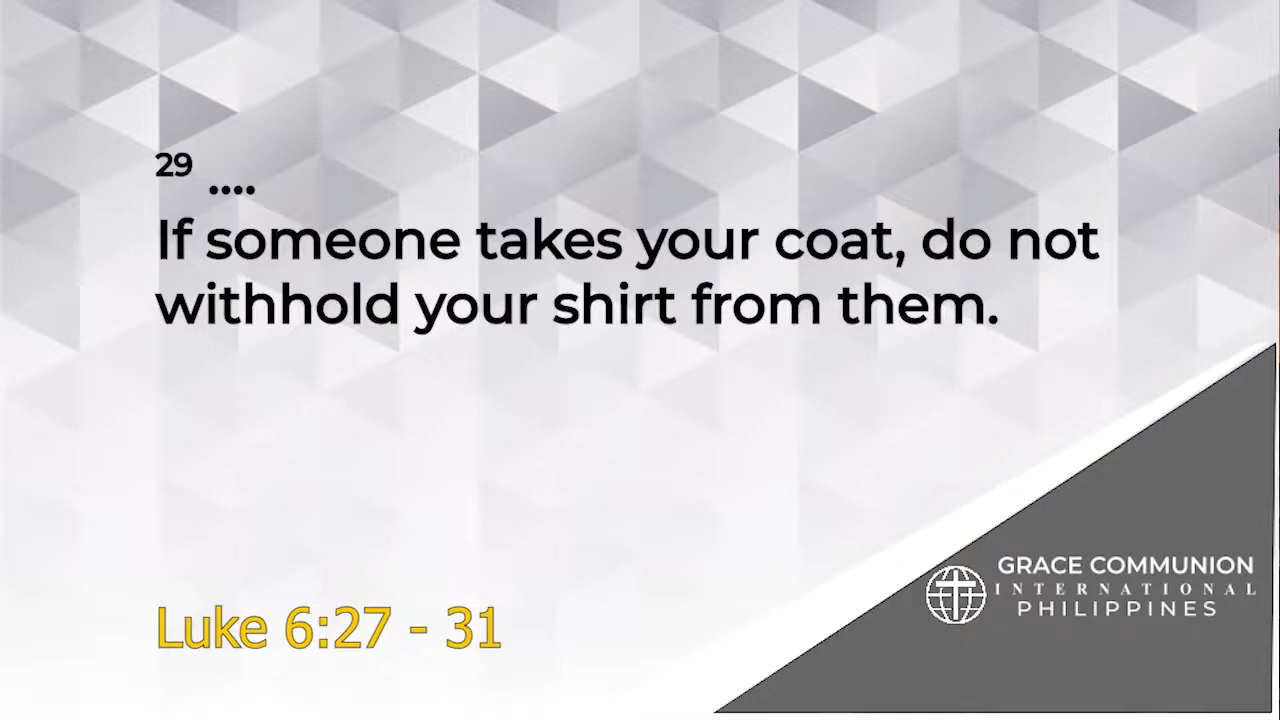 29 ....
If someone takes your coat, do not
withhold your shirt from them.
Luke 6:27 - 31
GRACE COMMUNION
INTERNATIONAL
PHILIPPINES